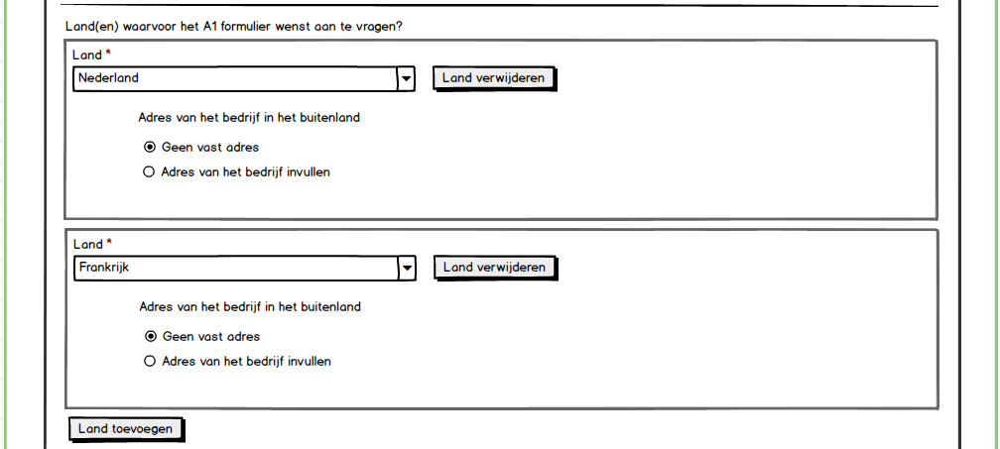 Land(en) waarvoor het A1 formulier wenst aan te vragen?
Land *
Nederland
Land verwijderen
Adres van het bedrijf in het buitenland
Geen vast adres
Adres van het bedrijf invullen
Land *
Frankrijk
Land verwijderen
Adres van het bedrijf in het buitenland
Geen vast adres
Adres van het bedrijf invullen
Land toevoegen